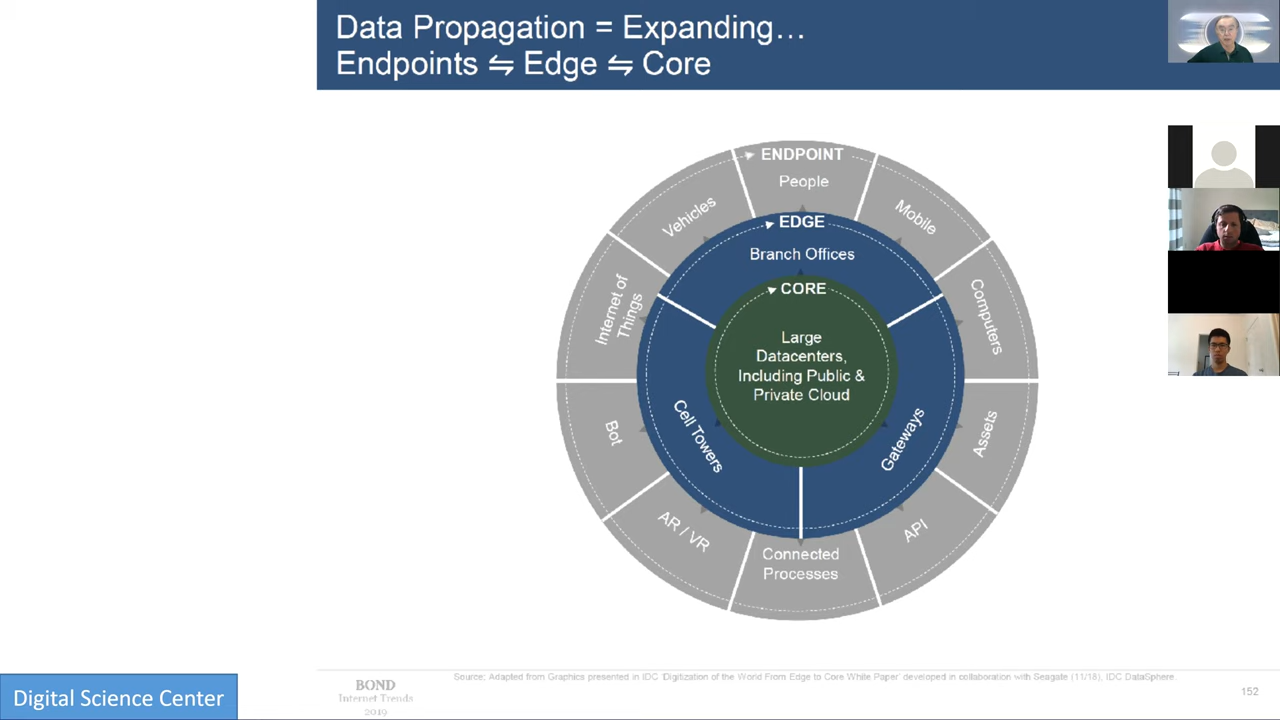 Data Propagation = Expanding…
Endpoints ⇋ Edge ⇋ Core
ENDPOINT
People
Mobile
Computers
Assets
API
Connected
Processes
AR / VR
Bot
Internet of
Things
Vehicles
EDGE
Branch Offices
Gateways
Cell Towers
CORE
Large
Datacenters,
Including Public &
Private Cloud
Digital Science Center
BOND
Internet Trends
2019
Source: Adapted from Graphics presented in IDC 'Digitization of the World From Edge to Core White Paper' developed in collaboration with Seagate (11/18), IDC DataSphere.
152